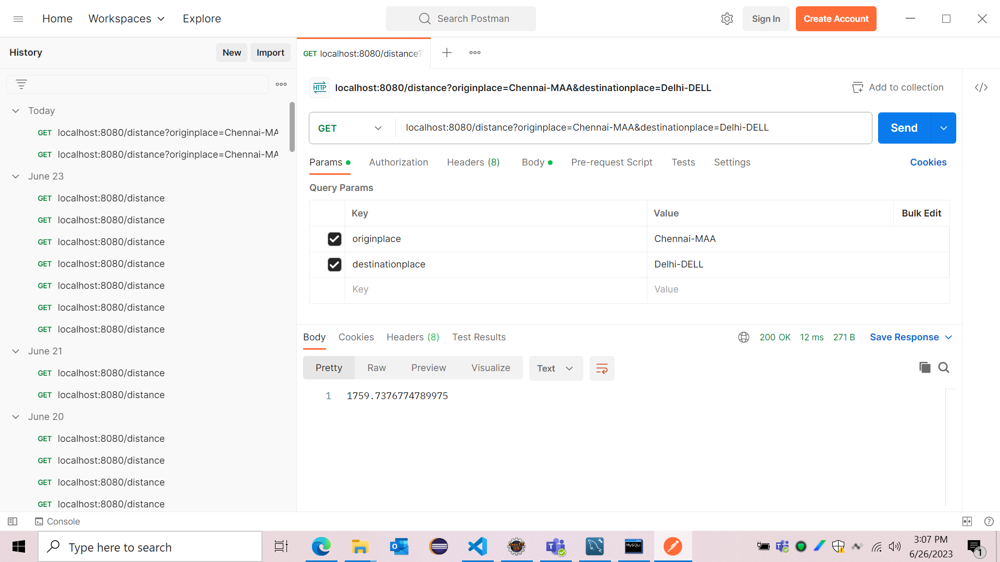 Home Workspaces Explore Search Postman Sign In Create Account
History New Import
GET localhost:8080/distance?
HTTP localhost:8080/distance?originplace=Chennai-MAA&destinationplace=Delhi-DELL Add to collection
GET localhost:8080/distance?originplace=Chennai-MAA&destinationplace=Delhi-DELL Send
Params Authorization Headers (8) Body Pre-request Script Tests Settings Cookies
Query Params
Key Value Bulk Edit
originplace Chennai-MAA
destinationplace Delhi-DELL
Key Value
Today
GET localhost:8080/distance?originplace=Chennai-MA
GET localhost:8080/distance?originplace=Chennai-MA
June 23
GET localhost:8080/distance
GET localhost:8080/distance
GET localhost:8080/distance
GET localhost:8080/distance
GET localhost:8080/distance
GET localhost:8080/distance
GET localhost:8080/distance
June 21
GET localhost:8080/distance
GET localhost:8080/distance
June 20
GET localhost:8080/distance
GET localhost:8080/distance
GET localhost:8080/distance
GET localhost:8080/distance
Body Cookies Headers (8) Test Results 200 OK 12 ms 271 B Save Response
Pretty Raw Preview Visualize Text
1 1759.7376774789975
Console
Type here to search
Java EE
IDE
MySQL
3:07 PM
6/26/2023
1